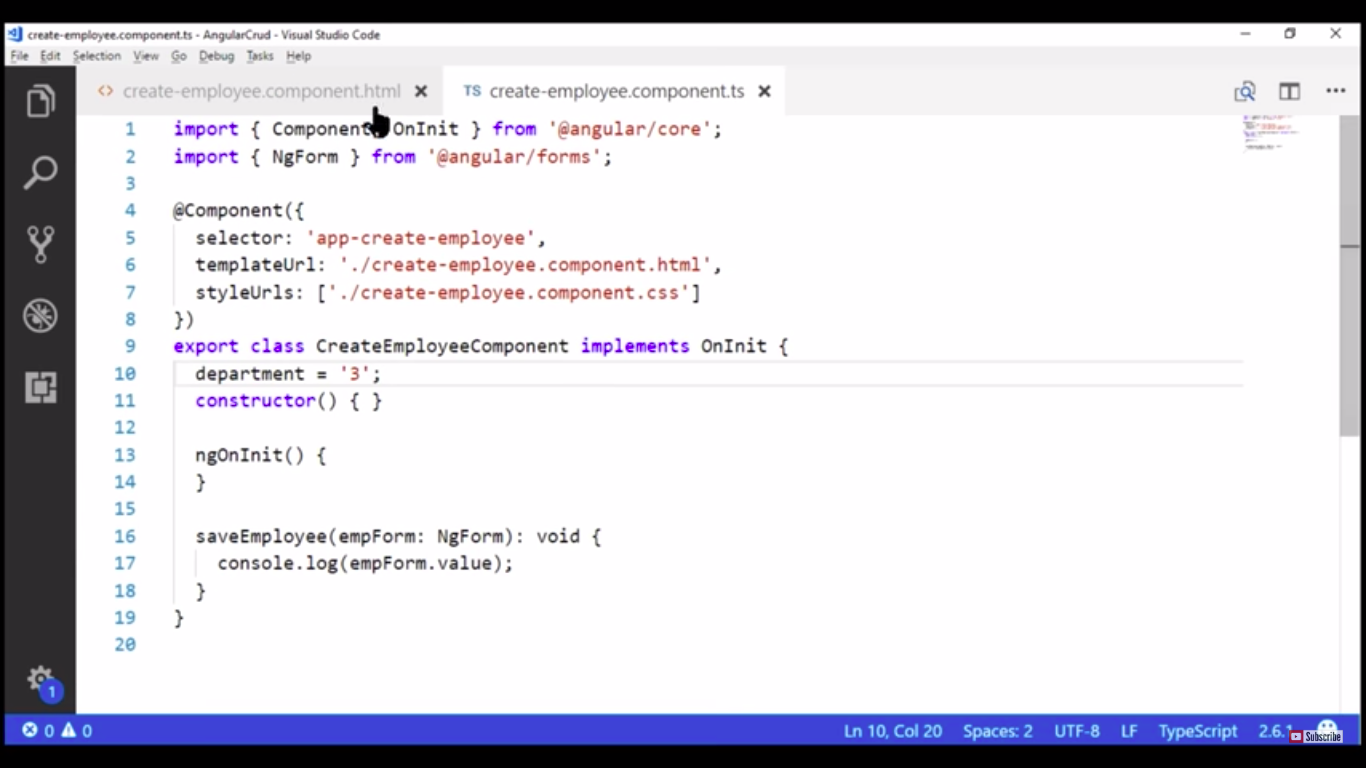 create-employee.component.ts - AngularCrud - Visual Studio Code
File Edit Selection View Go Debug Tasks Help
<> create-employee.component.html × TS create-employee.component.ts ×
1 import { Component, OnInit } from '@angular/core';
2 import { NgForm } from '@angular/forms';
3
4 @Component({
5   selector: 'app-create-employee',
6   templateUrl: './create-employee.component.html',
7   styleUrls: ['./create-employee.component.css']
8 })
9 export class CreateEmployeeComponent implements OnInit {
10   department = '3';
11   constructor() { }
12
13   ngOnInit() {
14   }
15
16   saveEmployee(empForm: NgForm): void {
17     console.log(empForm.value);
18   }
19 }
20
1
0 0 Ln 10, Col 20 Spaces: 2 UTF-8 LF TypeScript 2.6.
Subscribe